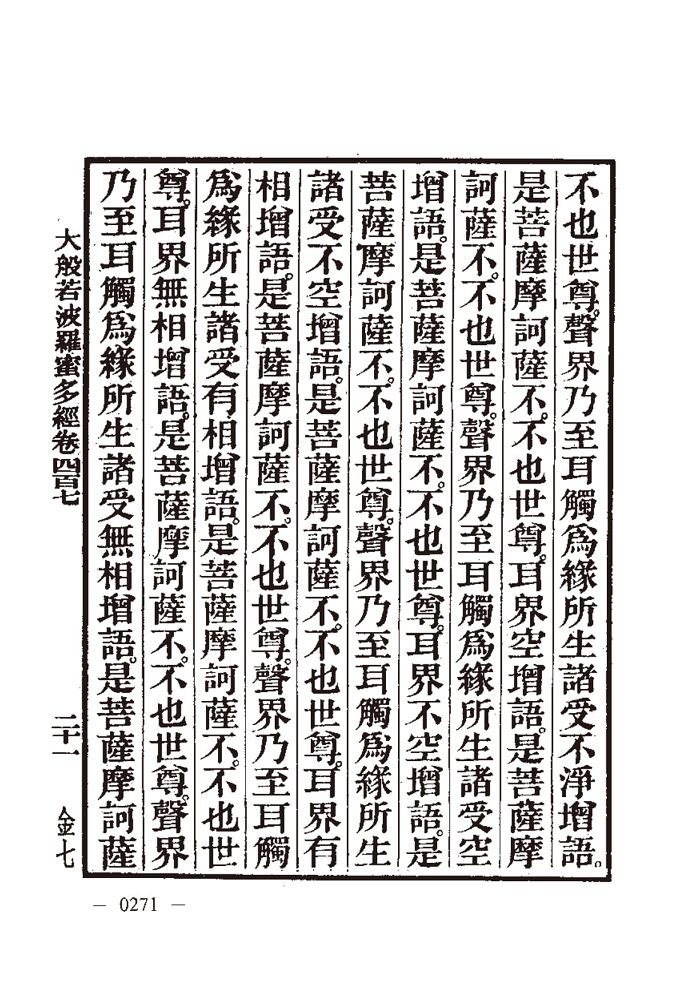 不也世尊。聲界乃至耳觸爲緣所生諸受不淨增語。
是菩薩摩訶薩不。不也世尊。耳界空增語。是菩薩摩
訶薩不。不也世尊。聲界乃至耳觸爲緣所生諸受空
增語。是菩薩摩訶薩不。不也世尊。耳界不空增語。是
菩薩摩訶薩不。不也世尊。聲界乃至耳觸爲緣所生
諸受不空增語。是菩薩摩訶薩不。不也世尊。耳界有
相增語。是菩薩摩訶薩不。不也世尊。聲界乃至耳觸
爲緣所生諸受有相增語。是菩薩摩訶薩不。不也世
尊。耳界無相增語。是菩薩摩訶薩不。不也世尊。聲界
乃至耳觸爲緣所生諸受無相增語。是菩薩摩訶薩
大般若波羅蜜多經卷四百七 二十一 金七
— 0271 —